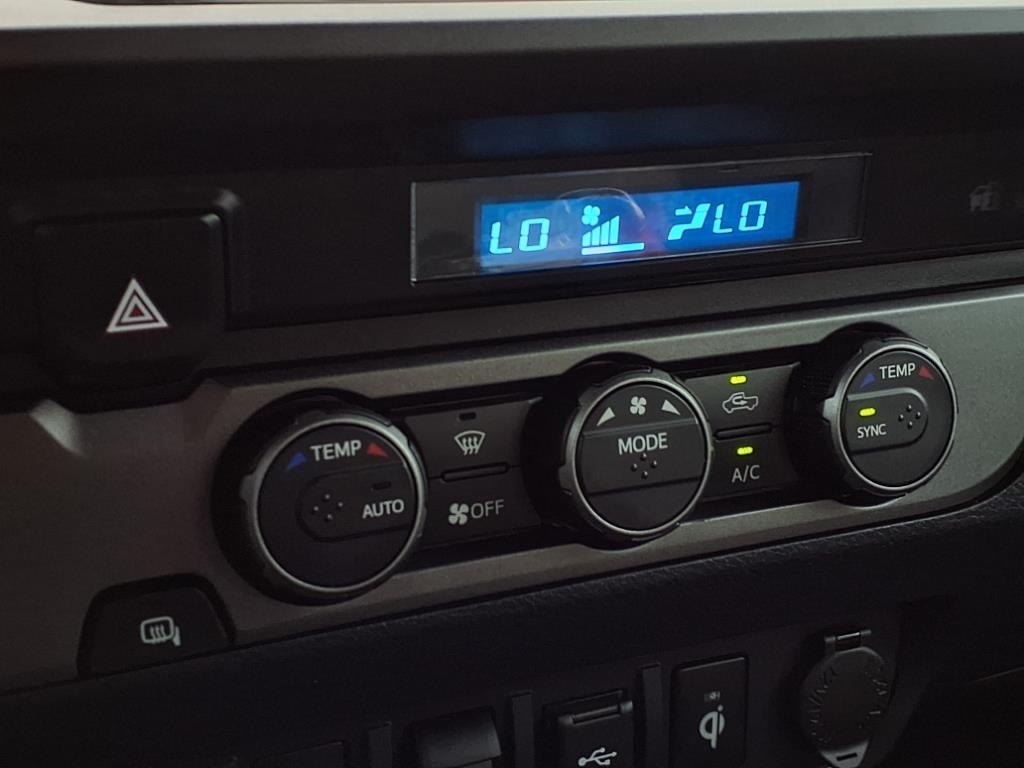 LO LO
TEMP
AUTO
OFF
MODE
A/C
TEMP
SYNC